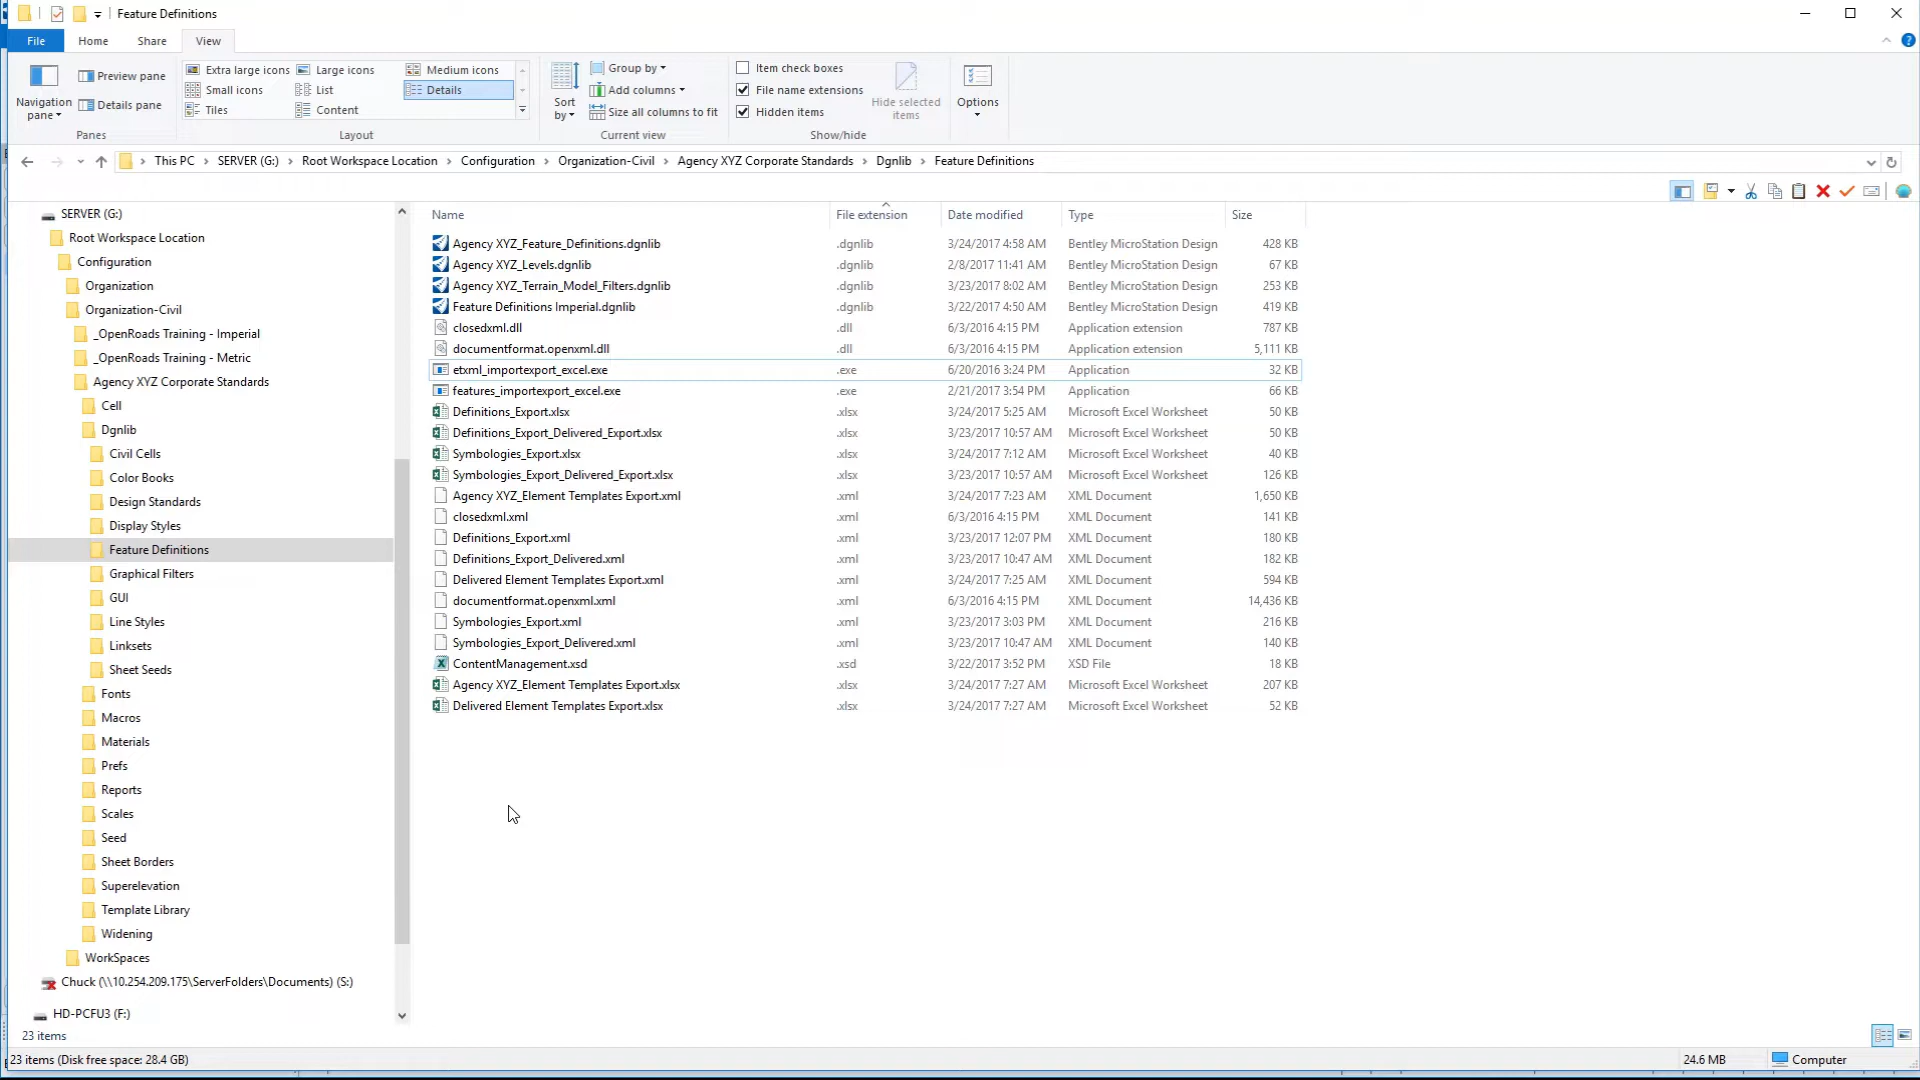 Feature Definitions
File Home Share View
Extra large icons Large icons Medium icons
Preview pane Small icons List Details
Navigation pane Details pane Tiles Content
Sort by Group by Add columns Size all columns to fit
Item check boxes File name extensions Hidden items
Hide selected items Options
Panes Layout Current view Show/hide
This PC SERVER (G:) Root Workspace Location Configuration Organization-Civil Agency XYZ Corporate Standards Dgnlib Feature Definitions
SERVER (G:)
Root Workspace Location
Configuration
Organization
Organization-Civil
_OpenRoads Training - Imperial
_OpenRoads Training - Metric
Agency XYZ Corporate Standards
Cell
Dgnlib
Civil Cells
Color Books
Design Standards
Display Styles
Feature Definitions
Graphical Filters
GUI
Line Styles
Linksets
Sheet Seeds
Fonts
Macros
Materials
Prefs
Reports
Scales
Seed
Sheet Borders
Superelevation
Template Library
Widening
WorkSpaces
Chuck (\\10.254.209.175\ServerFolders\Documents) (S:)
HD-PCFU3 (F:)
Name File extension Date modified Type Size
Agency XYZ_Feature_Definitions.dgnlib .dgnlib 3/24/2017 4:58 AM Bentley MicroStation Design 428 KB
Agency XYZ_Levels.dgnlib .dgnlib 2/8/2017 11:41 AM Bentley MicroStation Design 67 KB
Agency XYZ_Terrain_Model_Filters.dgnlib .dgnlib 3/23/2017 8:02 AM Bentley MicroStation Design 253 KB
Feature Definitions Imperial.dgnlib .dgnlib 3/22/2017 4:50 AM Bentley MicroStation Design 419 KB
closedxml.dll .dll 6/3/2016 4:15 PM Application extension 787 KB
documentformat.openxml.dll .dll 6/3/2016 4:15 PM Application extension 5,111 KB
etxml_importexport_excel.exe .exe 6/20/2016 3:24 PM Application 32 KB
features_importexport_excel.exe .exe 2/21/2017 3:54 PM Application 66 KB
Definitions_Export.xlsx .xlsx 3/24/2017 5:25 AM Microsoft Excel Worksheet 50 KB
Definitions_Export_Delivered_Export.xlsx .xlsx 3/23/2017 10:57 AM Microsoft Excel Worksheet 50 KB
Symbologies_Export.xlsx .xlsx 3/24/2017 7:12 AM Microsoft Excel Worksheet 40 KB
Symbologies_Export_Delivered_Export.xlsx .xlsx 3/23/2017 10:57 AM Microsoft Excel Worksheet 126 KB
Agency XYZ_Element Templates Export.xml .xml 3/24/2017 7:23 AM XML Document 1,650 KB
closedxml.xml .xml 6/3/2016 4:15 PM XML Document 141 KB
Definitions_Export.xml .xml 3/23/2017 12:07 PM XML Document 180 KB
Definitions_Export_Delivered.xml .xml 3/23/2017 10:47 AM XML Document 182 KB
Delivered Element Templates Export.xml .xml 3/24/2017 7:25 AM XML Document 594 KB
documentformat.openxml.xml .xml 6/3/2016 4:15 PM XML Document 14,436 KB
Symbologies_Export.xml .xml 3/23/2017 3:03 PM XML Document 216 KB
Symbologies_Export_Delivered.xml .xml 3/23/2017 10:47 AM XML Document 140 KB
ContentManagement.xsd .xsd 3/22/2017 3:52 PM XSD File 18 KB
Agency XYZ_Element Templates Export.xlsx .xlsx 3/24/2017 7:27 AM Microsoft Excel Worksheet 207 KB
Delivered Element Templates Export.xlsx .xlsx 3/24/2017 7:27 AM Microsoft Excel Worksheet 52 KB
23 items
23 items (Disk free space: 28.4 GB) 24.6 MB Computer